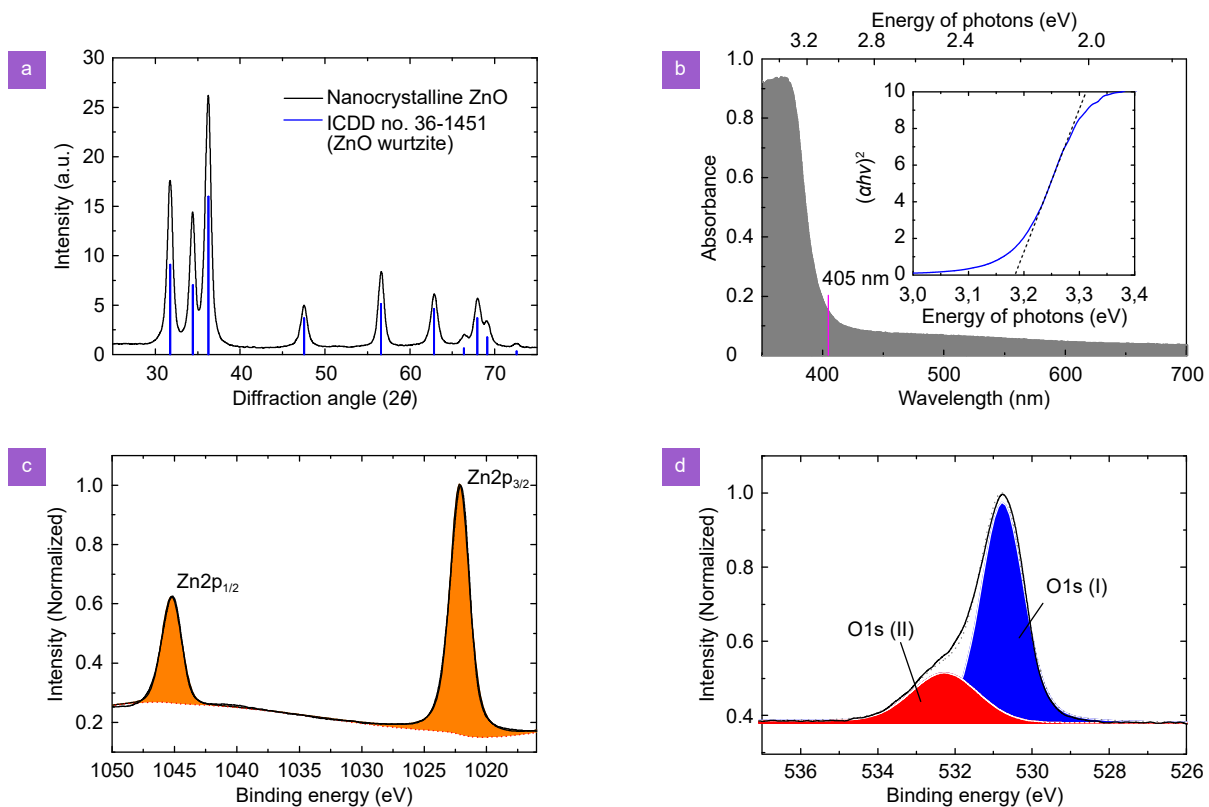 a
30
25
20
15
10
5
0
Intensity (a.u.)
Nanocrystalline ZnO
ICDD no. 36-1451
(ZnO wurtzite)
30 40 50 60 70
Diffraction angle (2θ)
b
Energy of photons (eV)
3.2 2.8 2.4 2.0
1.0
0.8
0.6
0.4
0.2
0
Absorbance
405 nm
10
8
6
4
2
0
(αhv)²
3,0 3,1 3,2 3,3 3,4
Energy of photons (eV)
400 500 600 700
Wavelength (nm)
c
1.0
0.8
0.6
0.4
0.2
Intensity (Normalized)
Zn2p3/2
Zn2p1/2
1050 1045 1040 1035 1030 1025 1020
Binding energy (eV)
d
1.0
0.8
0.6
0.4
Intensity (Normalized)
O1s (I)
O1s (II)
536 534 532 530 528 526
Binding energy (eV)